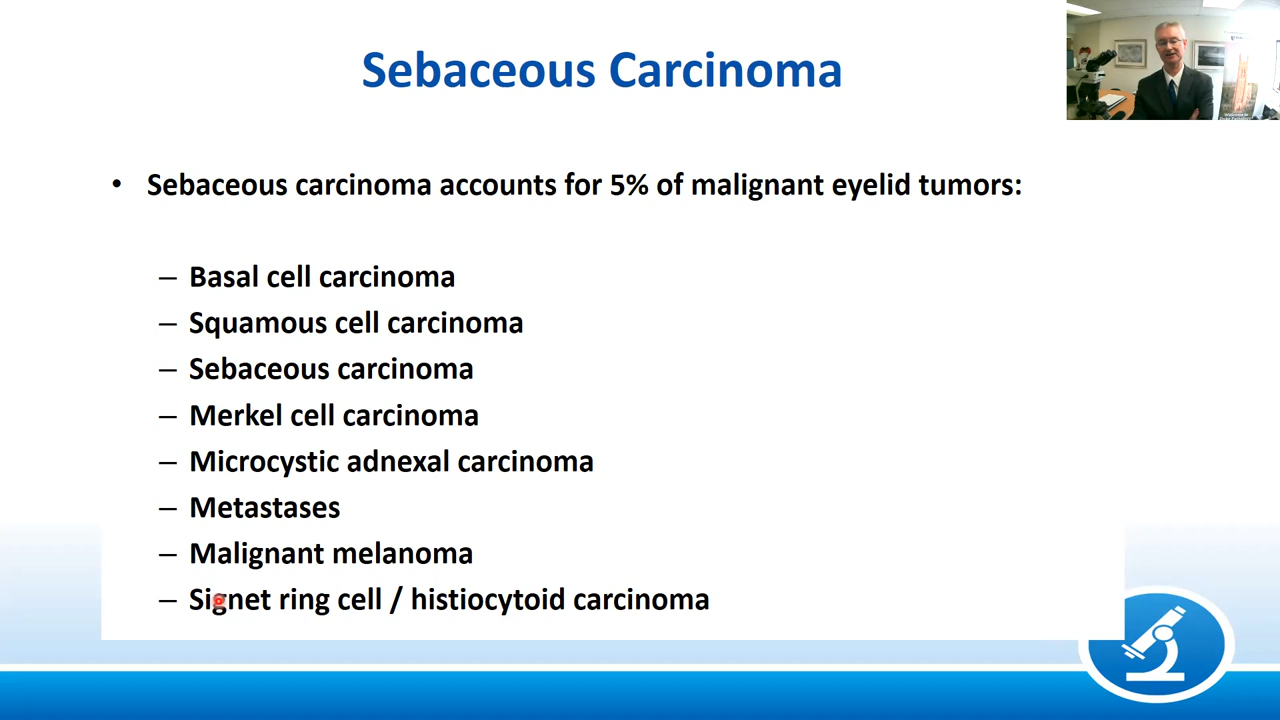 Sebaceous Carcinoma
• Sebaceous carcinoma accounts for 5% of malignant eyelid tumors:
– Basal cell carcinoma
– Squamous cell carcinoma
– Sebaceous carcinoma
– Merkel cell carcinoma
– Microcystic adnexal carcinoma
– Metastases
– Malignant melanoma
– Signet ring cell / histiocytoid carcinoma